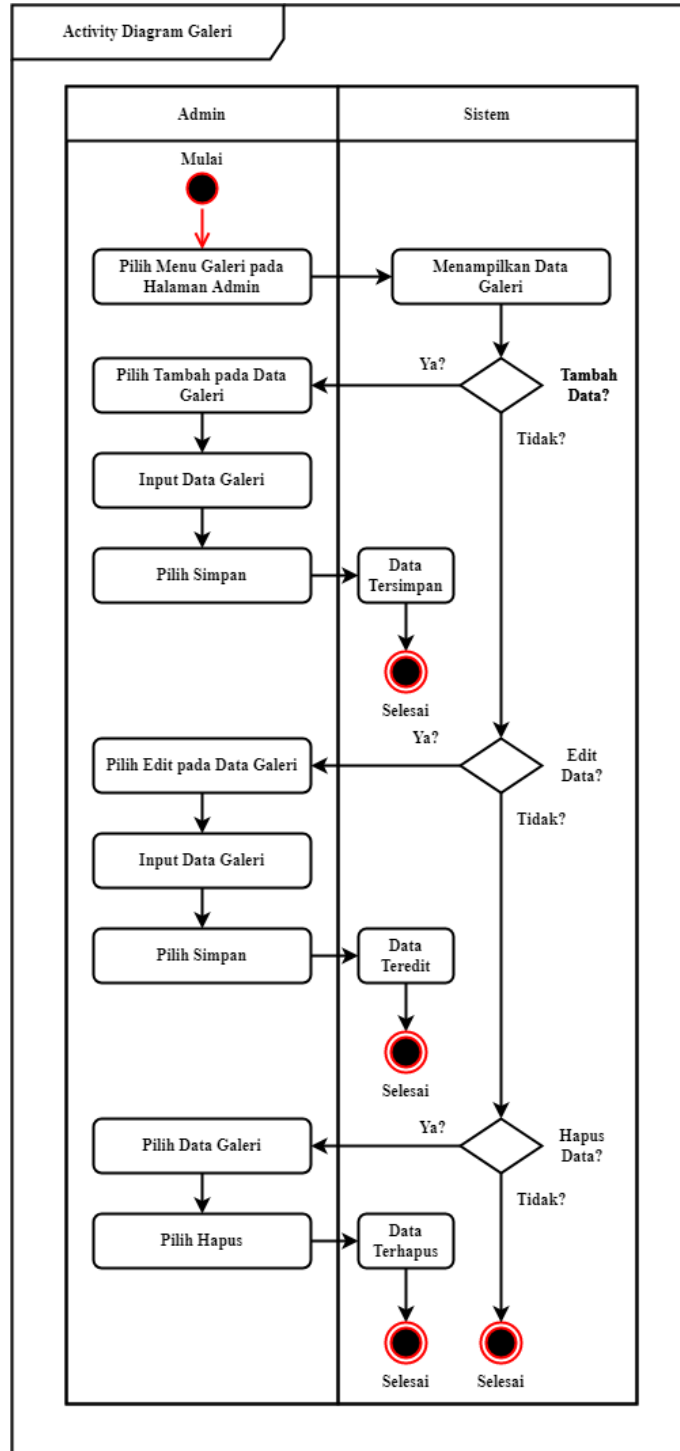 Activity Diagram Galeri
Admin
Sistem
Mulai
Pilih Menu Galeri pada
Halaman Admin
Menampilkan Data
Galeri
Ya?
Tambah
Data?
Pilih Tambah pada Data
Galeri
Tidak?
Input Data Galeri
Pilih Simpan
Data
Tersimpan
Selesai
Ya?
Edit
Data?
Pilih Edit pada Data Galeri
Tidak?
Input Data Galeri
Pilih Simpan
Data
Teredit
Selesai
Ya?
Hapus
Data?
Pilih Data Galeri
Tidak?
Pilih Hapus
Data
Terhapus
Selesai
Selesai